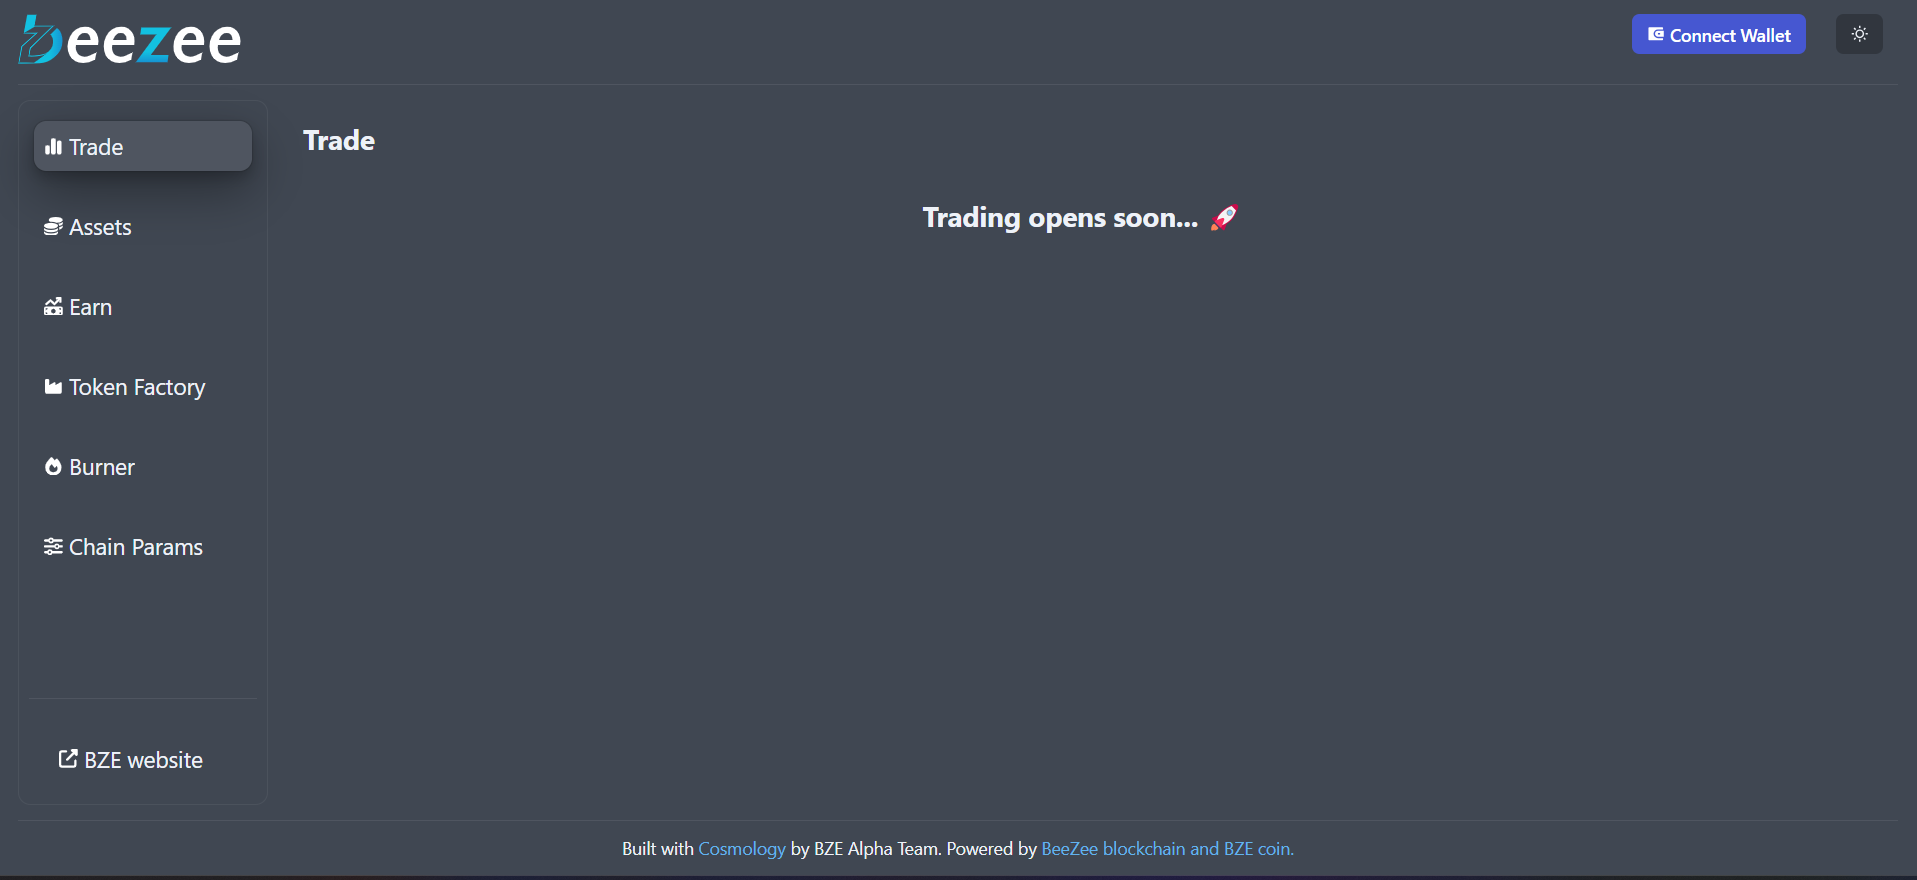 beezee
Connect Wallet
Trade
Assets
Earn
Token Factory
Burner
Chain Params
BZE website
Trade
Trading opens soon... 🚀
Built with Cosmology by BZE Alpha Team. Powered by BeeZee blockchain and BZE coin.